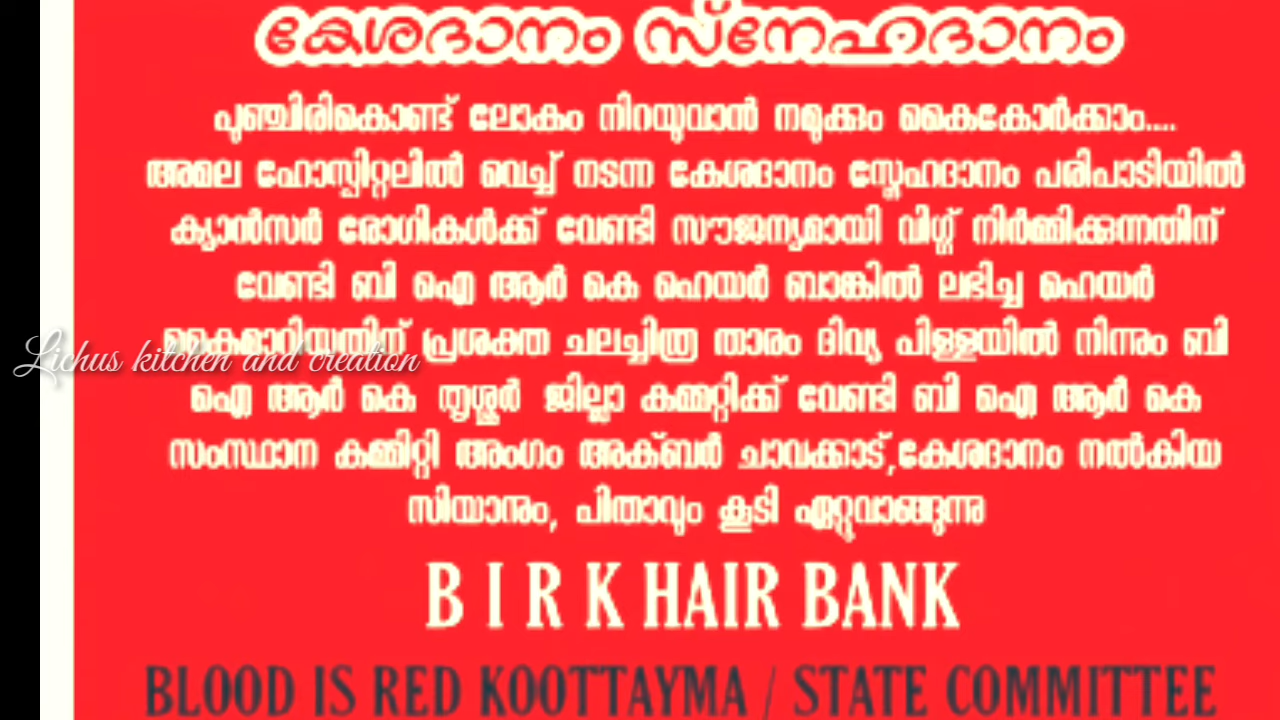 കേശദാനം സ്നേഹദാനം
പുഞ്ചിരികൊണ്ട് ലോകം നിറയുവാൻ നമുക്കും കൈകോർക്കാം....
അമല ഹോസ്പിറ്റലിൽ വെച്ച് നടന്ന കേശദാനം സ്നേഹദാനം പരിപാടിയിൽ
ക്യാൻസർ രോഗികൾക്ക് വേണ്ടി സൗജന്യമായി വിഗ്ഗ് നിർമ്മിക്കുന്നതിന്
വേണ്ടി ബി ഐ ആർ കെ ഹെയർ ബാങ്കിൽ ലഭിച്ച ഹെയർ
കൈമാറിയതിന് പ്രശക്ത ചലച്ചിത്ര താരം ദിവ്യ പിള്ളയിൽ നിന്നും ബി
Lichus kitchen and creation
ഐ ആർ കെ തൃശ്ശൂർ ജില്ലാ കമ്മറ്റിക്ക് വേണ്ടി ബി ഐ ആർ കെ
സംസ്ഥാന കമ്മിറ്റി അംഗം അക്ബർ ചാവക്കാട്,കേശദാനം നൽകിയ
സിയാനും, പിതാവും കൂടി ഏറ്റുവാങ്ങുന്നു
B I R K HAIR BANK
BLOOD IS RED KOOTTAYMA / STATE COMMITTEE